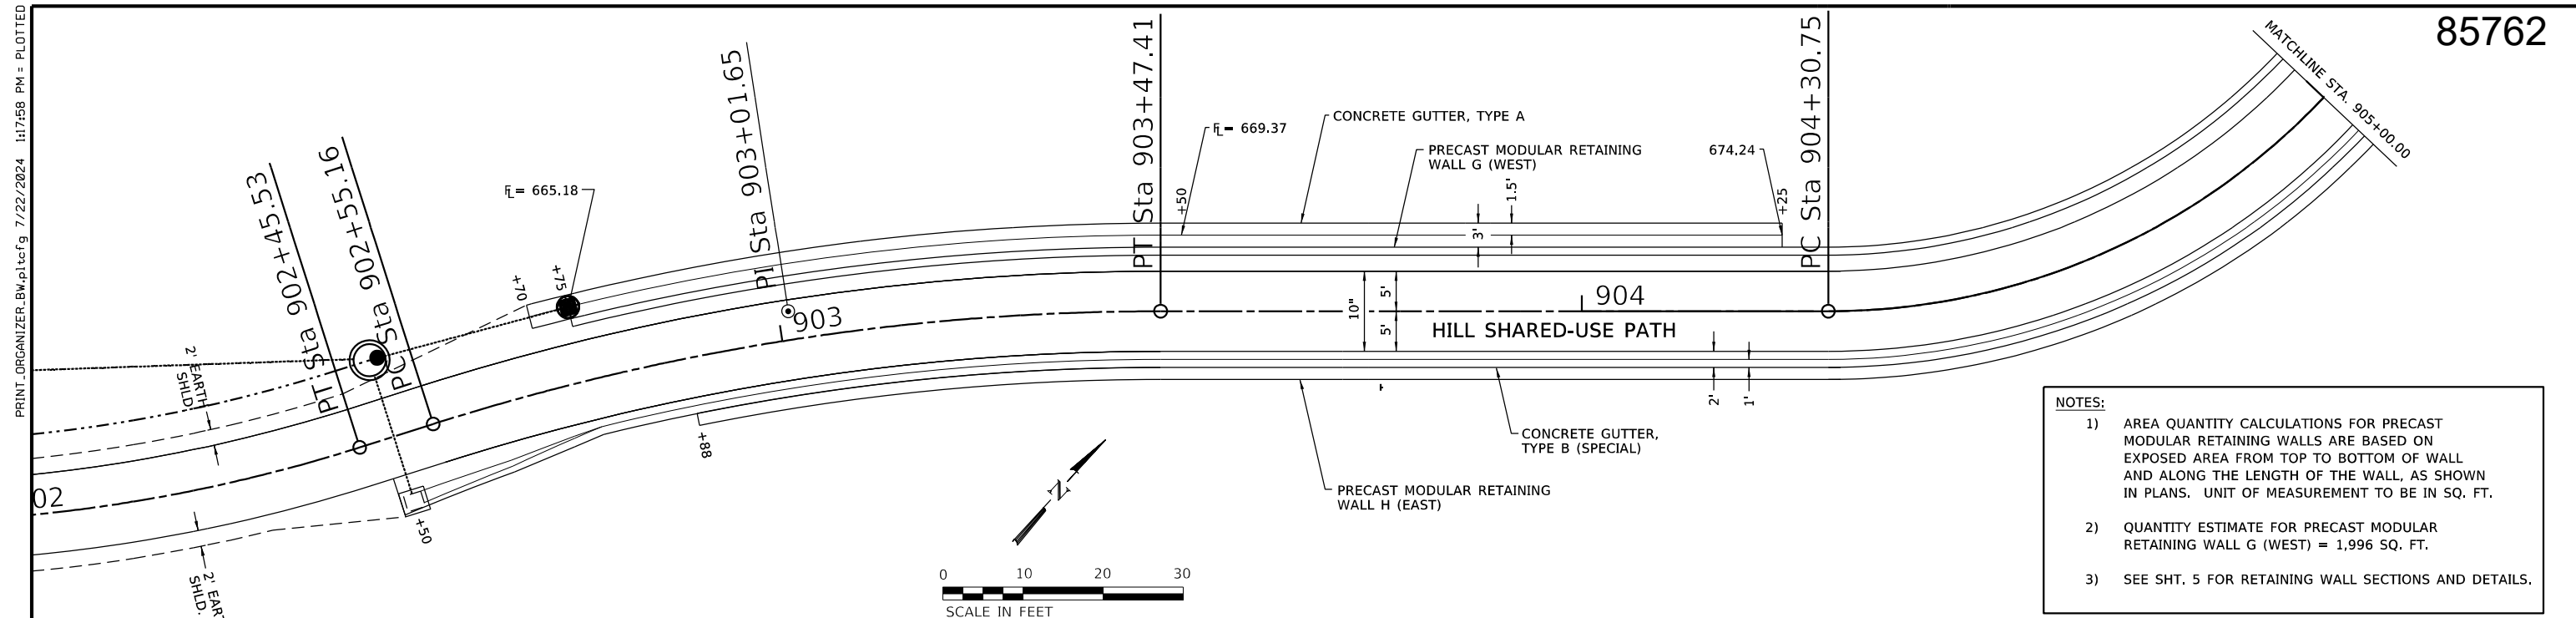 PRINT_ORGANIZER_BW.pltcfg 7/22/2024 1:17:58 PM = PLOTTED
85762
MATCHLINE STA. 905+00.00
PT Sta 902+45.53
PC Sta 902+55.16
PI Sta 903+01.65
PT Sta 903+47.41
PC Sta 904+30.75
FL= 665.18
FL= 669.37
CONCRETE GUTTER, TYPE A
PRECAST MODULAR RETAINING
WALL G (WEST)
674.24
+70
+75
+50
3'
1.5'
+25
903
904
10"
5'
5'
HILL SHARED-USE PATH
2' EARTH
SHLD.
02
+50
+88
2'
1'
CONCRETE GUTTER,
TYPE B (SPECIAL)
PRECAST MODULAR RETAINING
WALL H (EAST)
2' EART
SHLD.
N
0 10 20 30
SCALE IN FEET
NOTES:
1) AREA QUANTITY CALCULATIONS FOR PRECAST
MODULAR RETAINING WALLS ARE BASED ON
EXPOSED AREA FROM TOP TO BOTTOM OF WALL
AND ALONG THE LENGTH OF THE WALL, AS SHOWN
IN PLANS. UNIT OF MEASUREMENT TO BE IN SQ. FT.
2) QUANTITY ESTIMATE FOR PRECAST MODULAR
RETAINING WALL G (WEST) = 1,996 SQ. FT.
3) SEE SHT. 5 FOR RETAINING WALL SECTIONS AND DETAILS.